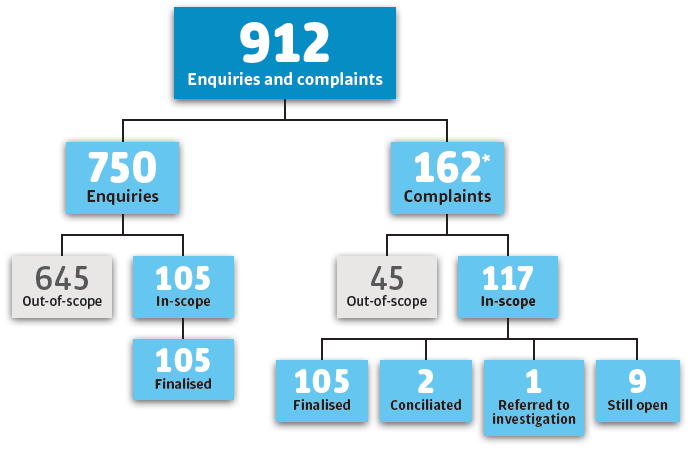 912
Enquiries and complaints
750
Enquiries
162*
Complaints
645
Out-of-scope
105
In-scope
45
Out-of-scope
117
In-scope
105
Finalised
105
Finalised
2
Conciliated
1
Referred to
investigation
9
Still open